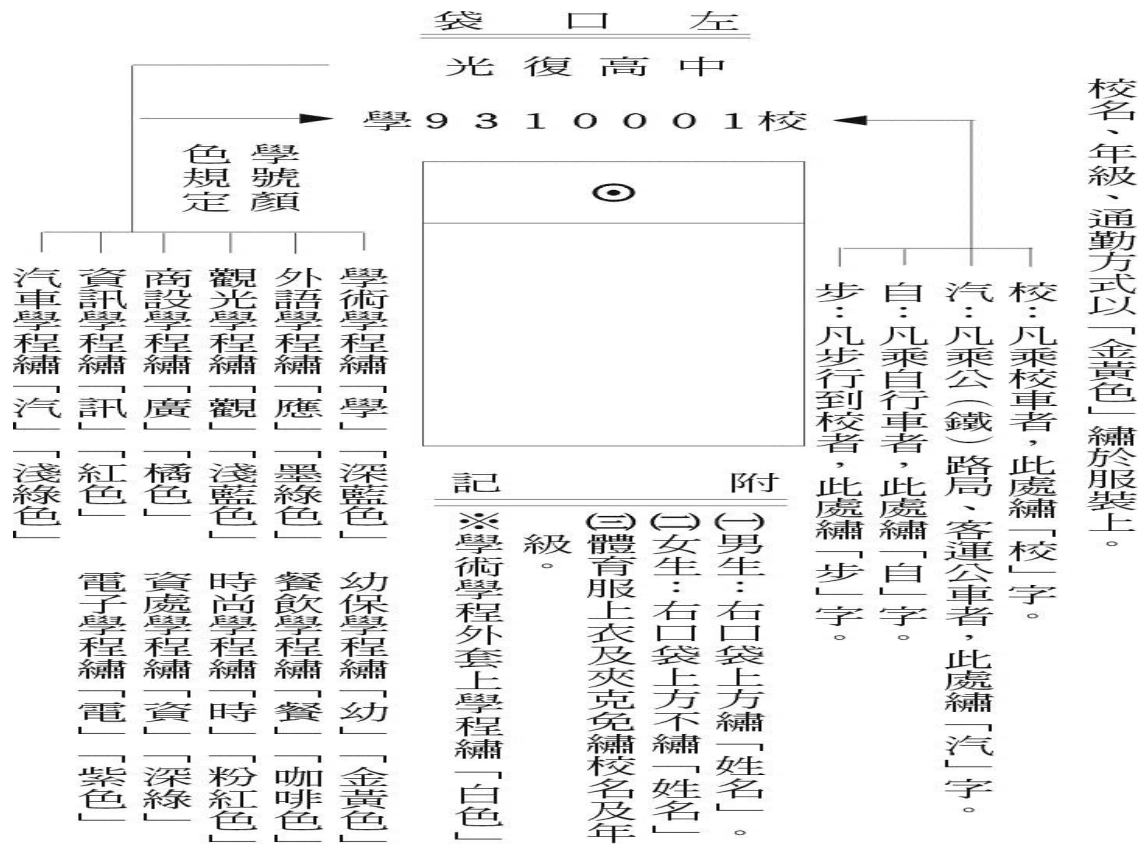 左口袋
中高復光
學9310001校
校名、年級、通勤方式以「金黃色」繡於服裝上。
校：凡乘校車者，此處繡「校」字。
汽：凡乘公（鐵）路局、客運公車者，此處繡「汽」字。
自：凡乘自行車者，此處繡「自」字。
步：凡步行到校者，此處繡「步」字。
附記
㈠男生：右口袋上方繡「姓名」。
㈡女生：右口袋上方不繡「姓名」
㈢體育服上衣及夾克免繡校名及年
級。
※學術學程外套上學程繡「白色」
學號顏
色規定
學術學程繡「學」「深藍色」
外語學程繡「應」「墨綠色」
觀光學程繡「觀」「淺藍色」
商設學程繡「廣」「橘色」
資訊學程繡「訊」「紅色」
汽車學程繡「汽」「淺綠色」
幼保學程繡「幼」「金黃色」
餐飲學程繡「餐」「咖啡色」
時尚學程繡「時」「粉紅色」
資處學程繡「資」「深綠」
電子學程繡「電」「紫色」